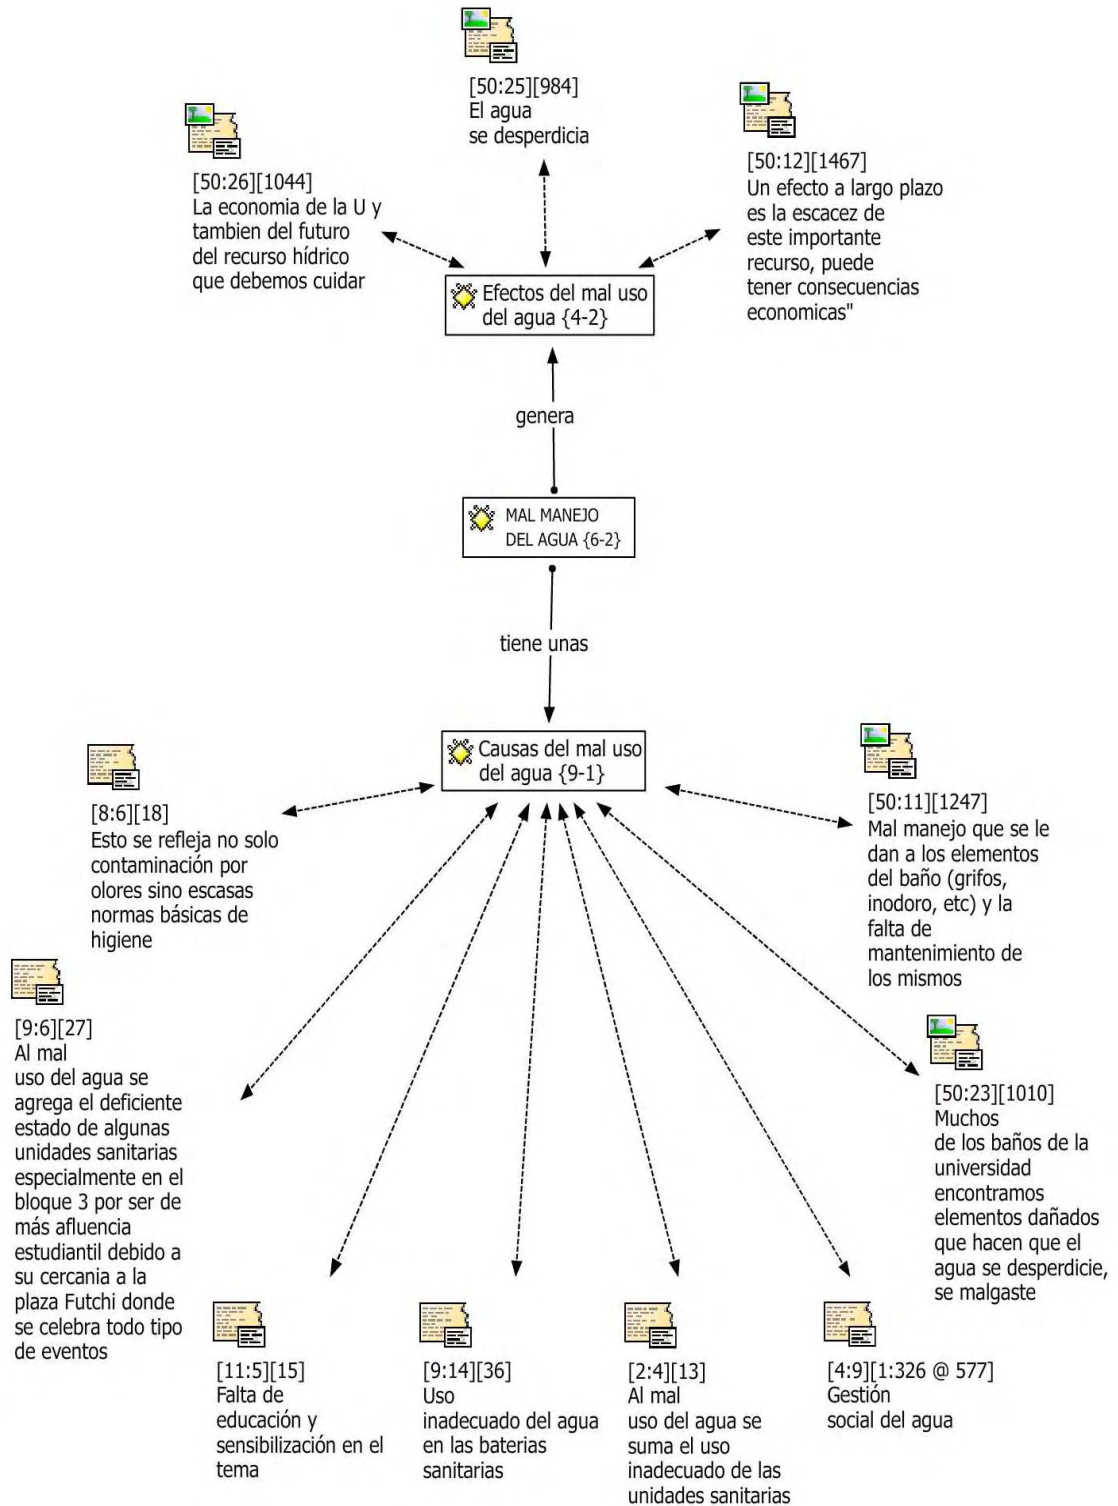 [50:25][984]
El agua
se desperdicia
[50:26][1044]
La economia de la U y
tambien del futuro
del recurso hídrico
que debemos cuidar
[50:12][1467]
Un efecto a largo plazo
es la escacez de
este importante
recurso, puede
tener consecuencias
economicas"
Efectos del mal uso
del agua {4-2}
genera
MAL MANEJO
DEL AGUA {6-2}
tiene unas
Causas del mal uso
del agua {9-1}
[8:6][18]
Esto se refleja no solo
contaminación por
olores sino escasas
normas básicas de
higiene
[50:11][1247]
Mal manejo que se le
dan a los elementos
del baño (grifos,
inodoro, etc) y la
falta de
mantenimiento de
los mismos
[9:6][27]
Al mal
uso del agua se
agrega el deficiente
estado de algunas
unidades sanitarias
especialmente en el
bloque 3 por ser de
más afluencia
estudiantil debido a
su cercania a la
plaza Futchi donde
se celebra todo tipo
de eventos
[50:23][1010]
Muchos
de los baños de la
universidad
encontramos
elementos dañados
que hacen que el
agua se desperdicie,
se malgaste
[11:5][15]
Falta de
educación y
sensibilización en el
tema
[9:14][36]
Uso
inadecuado del agua
en las baterias
sanitarias
[2:4][13]
Al mal
uso del agua se
suma el uso
inadecuado de las
unidades sanitarias
[4:9][1:326 @ 577]
Gestión
social del agua